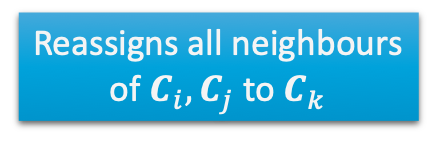 Reassigns all neighbours
of Cᵢ, Cⱼ to Cₖ